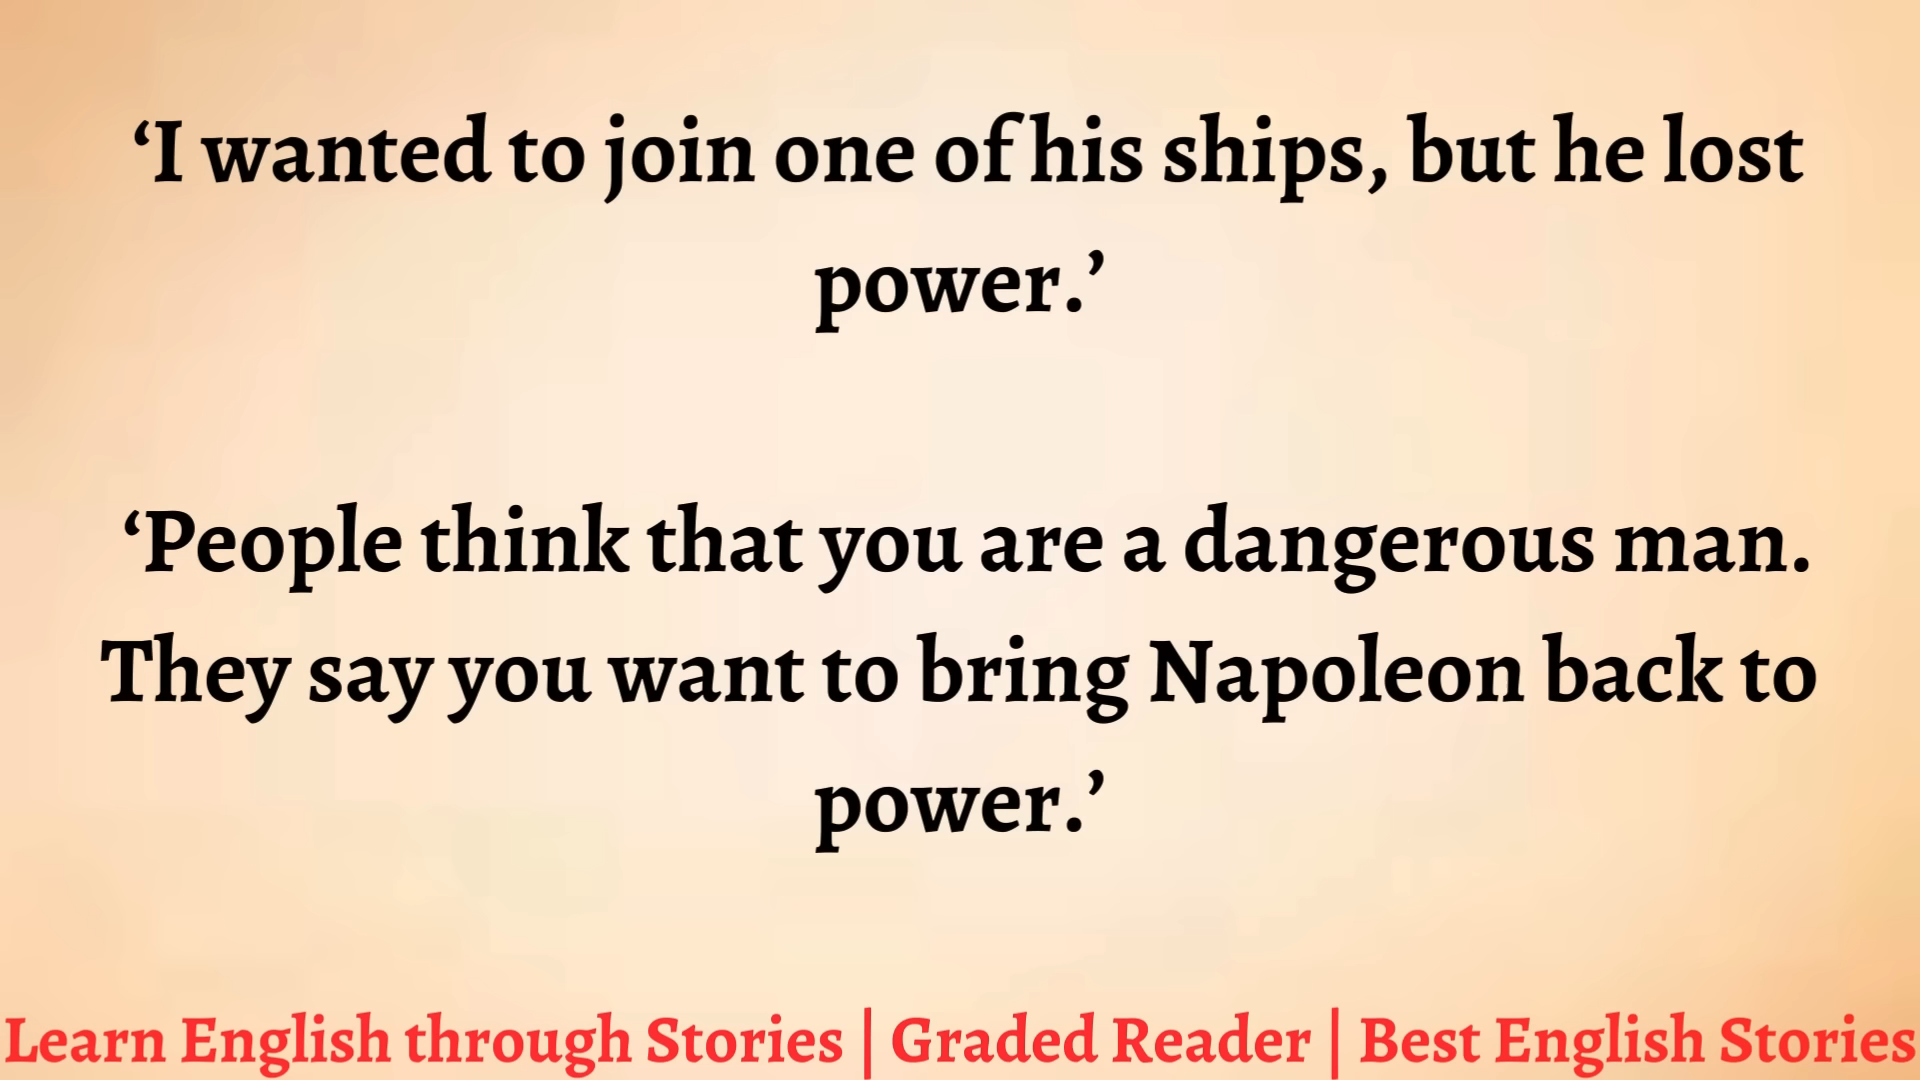 ‘I wanted to join one of his ships, but he lost
power.’
‘People think that you are a dangerous man.
They say you want to bring Napoleon back to
power.’
Learn English through Stories | Graded Reader | Best English Stories